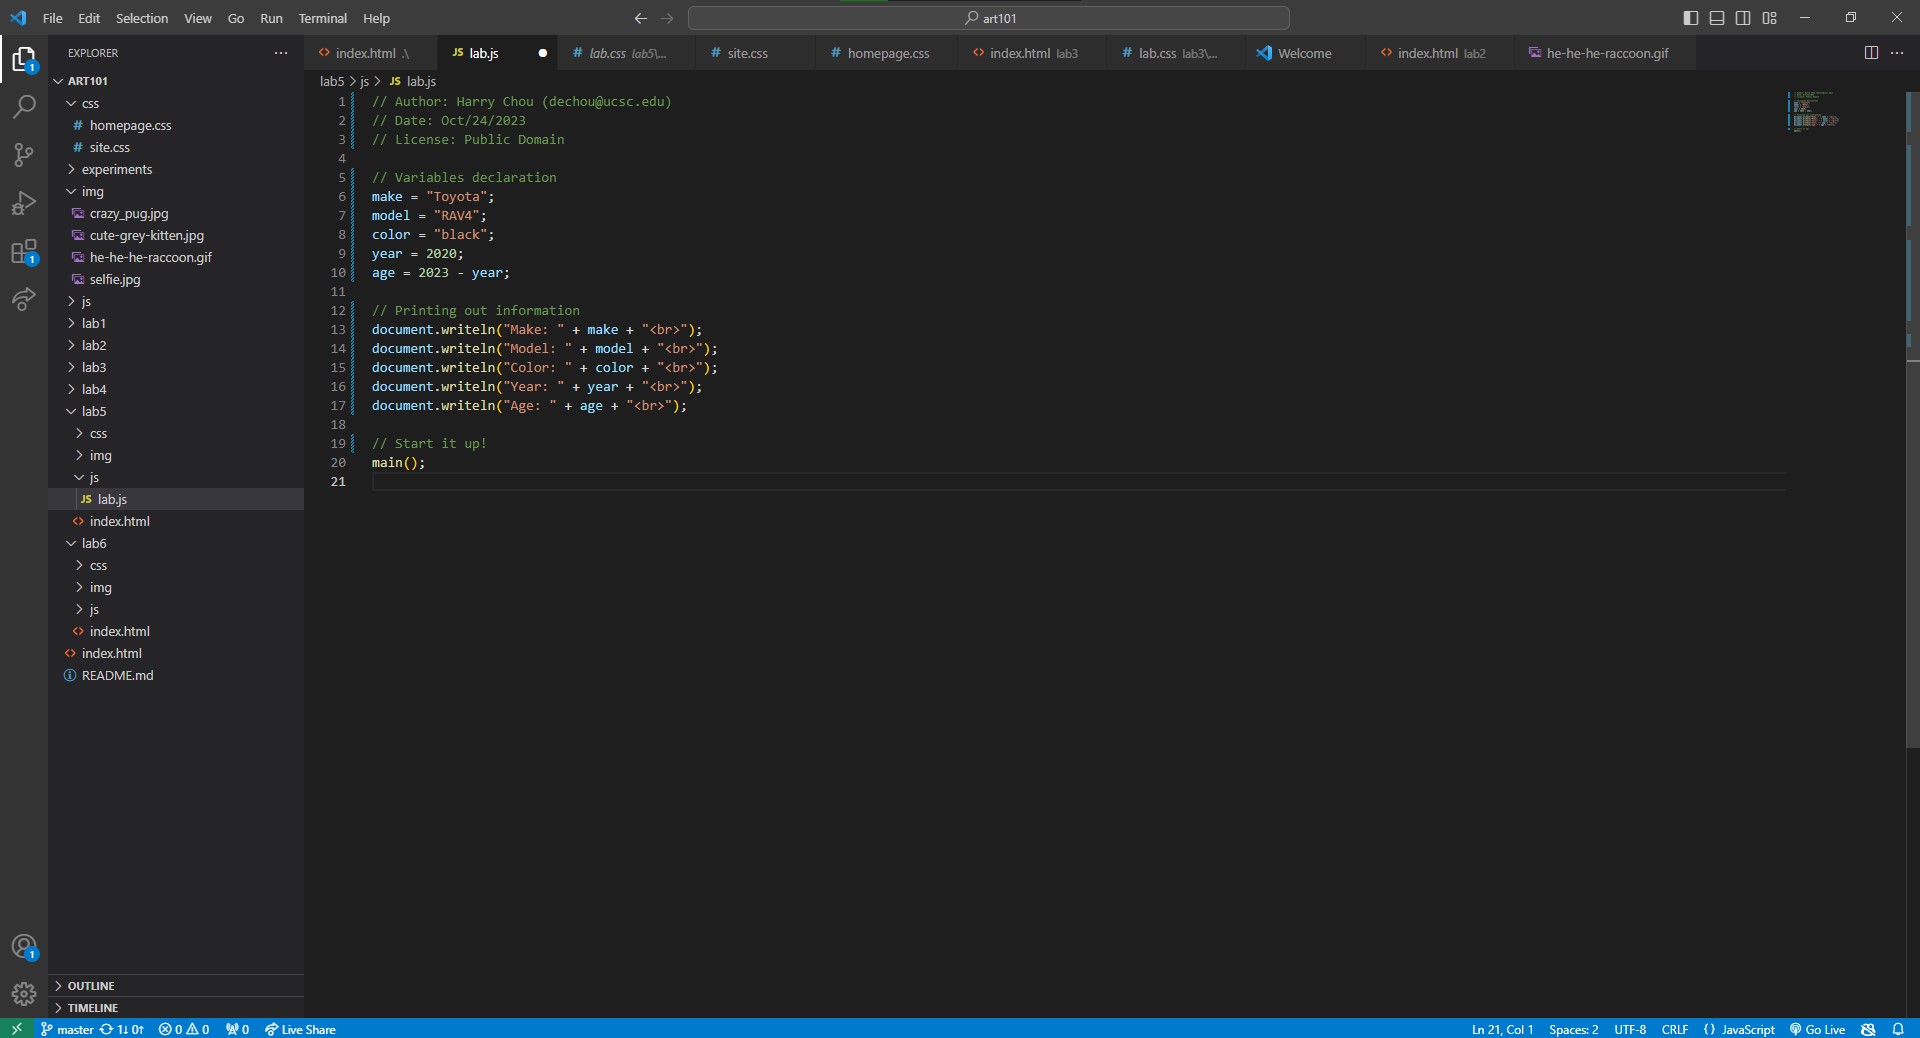 File Edit Selection View Go Run Terminal Help
art101
EXPLORER
index.html .\
lab.js
lab.css lab5\...
site.css
homepage.css
index.html lab3
lab.css lab3\...
Welcome
index.html lab2
he-he-he-raccoon.gif
ART101
css
homepage.css
site.css
experiments
img
crazy_pug.jpg
cute-grey-kitten.jpg
he-he-he-raccoon.gif
selfie.jpg
js
lab1
lab2
lab3
lab4
lab5
css
img
js
JS lab.js
index.html
lab6
css
img
js
index.html
index.html
README.md
OUTLINE
TIMELINE
lab5 > js > JS lab.js
1 // Author: Harry Chou (dechou@ucsc.edu)
2 // Date: Oct/24/2023
3 // License: Public Domain
4
5 // Variables declaration
6 make = "Toyota";
7 model = "RAV4";
8 color = "black";
9 year = 2020;
10 age = 2023 - year;
11
12 // Printing out information
13 document.writeln("Make: " + make + "<br>");
14 document.writeln("Model: " + model + "<br>");
15 document.writeln("Color: " + color + "<br>");
16 document.writeln("Year: " + year + "<br>");
17 document.writeln("Age: " + age + "<br>");
18
19 // Start it up!
20 main();
21
1
1
1
master 1↓ 0↑ 0 0 0 Live Share
Ln 21, Col 1 Spaces: 2 UTF-8 CRLF {} JavaScript Go Live